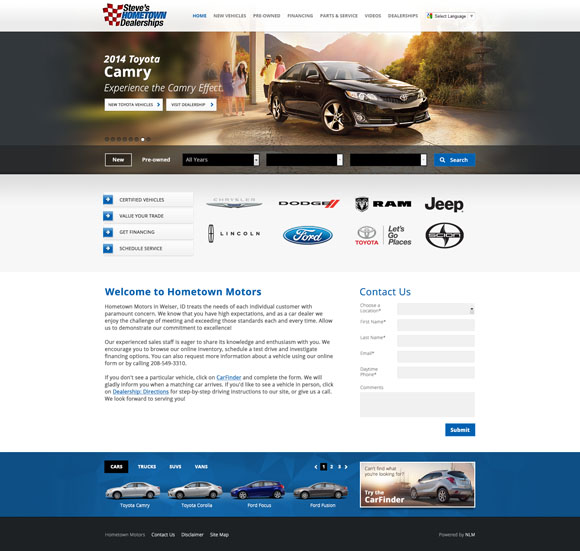 Steve's
HOMETOWN
Dealerships
HOME NEW VEHICLES PRE-OWNED FINANCING PARTS & SERVICE VIDEOS DEALERSHIPS Select Language
2014 Toyota
Camry
Experience the Camry Effect.
NEW TOYOTA VEHICLES VISIT DEALERSHIP
New Pre-owned All Years Search
CERTIFIED VEHICLES
VALUE YOUR TRADE
GET FINANCING
SCHEDULE SERVICE
CHRYSLER DODGE RAM Jeep
LINCOLN Ford TOYOTA Let's Go Places SCION
Welcome to Hometown Motors
Hometown Motors in Weiser, ID treats the needs of each individual customer with
paramount concern. We know that you have high expectations, and as a car dealer we
enjoy the challenge of meeting and exceeding those standards each and every time. Allow
us to demonstrate our commitment to excellence!
Our experienced sales staff is eager to share its knowledge and enthusiasm with you. We
encourage you to browse our online inventory, schedule a test drive and investigate
financing options. You can also request more information about a vehicle using our online
form or by calling 208-549-3310.
If you don't see a particular vehicle, click on CarFinder and complete the form. We will
gladly inform you when a matching car arrives. If you'd like to see a vehicle in person, click
on Dealership: Directions for step-by-step driving instructions to our site, or give us a call.
We look forward to serving you!
Contact Us
Choose a
Location*
First Name*
Last Name*
Email*
Daytime
Phone*
Comments
Submit
CARS TRUCKS SUVS VANS 1 2 3
Toyota Camry Toyota Corolla Ford Focus Ford Fusion
Can't find what
you're looking for?
Try the
CarFinder
Hometown Motors Contact Us Disclaimer Site Map Powered by NLM